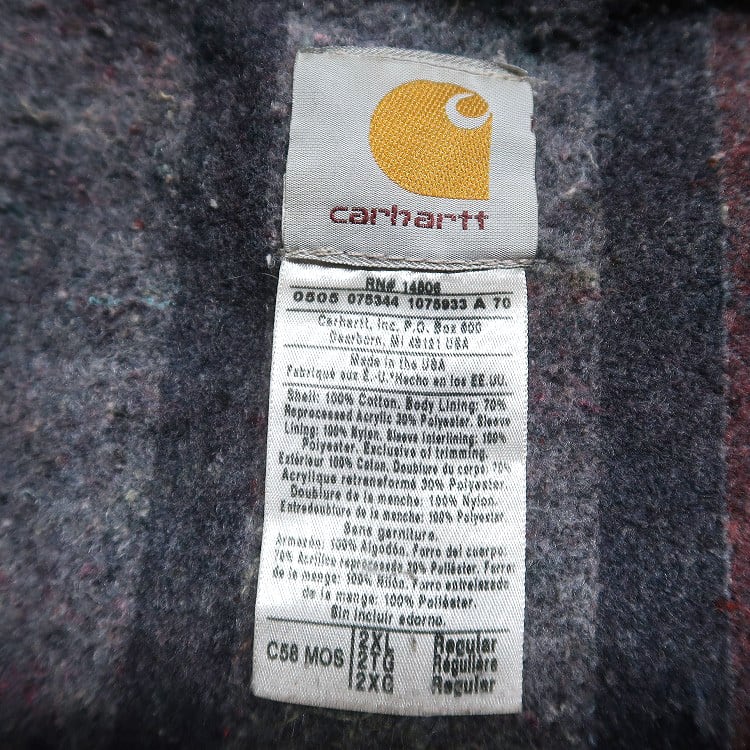 carhartt
RN# 14806
0505 075344 1075933 A 70
Carhartt, Inc. P.O. Box 600
Dearborn, MI 48121 USA
Made in the USA
Fabriqué aux E.-U.*Hecho en los EE.UU.
Shell: 100% Cotton, Body Lining: 70%
Reprocessed Acrylic 30% Polyester, Sleeve
Lining: 100% Nylon, Sleeve Interlining: 100%
Polyester, Exclusive of trimming.
Extérieur 100% Coton, Doublure du corps: 70%
Acrylique retransformé 30% Polyester
Doublure de la manche: 100% Nylon.
Entredoublure de la manche: 100% Polyester
Sans garniture.
Armazón: 100% Algodón, Forro del cuerpo:
70% Acrilico reprocesado 30% Poliéster, Forro
de la manga: 100% Nilón, Forro entrelazado
de la manga: 100% Poliéster.
Sin incluir adorno.
C56 MOS 2XL Regular
2TG Régulière
2XG Regular